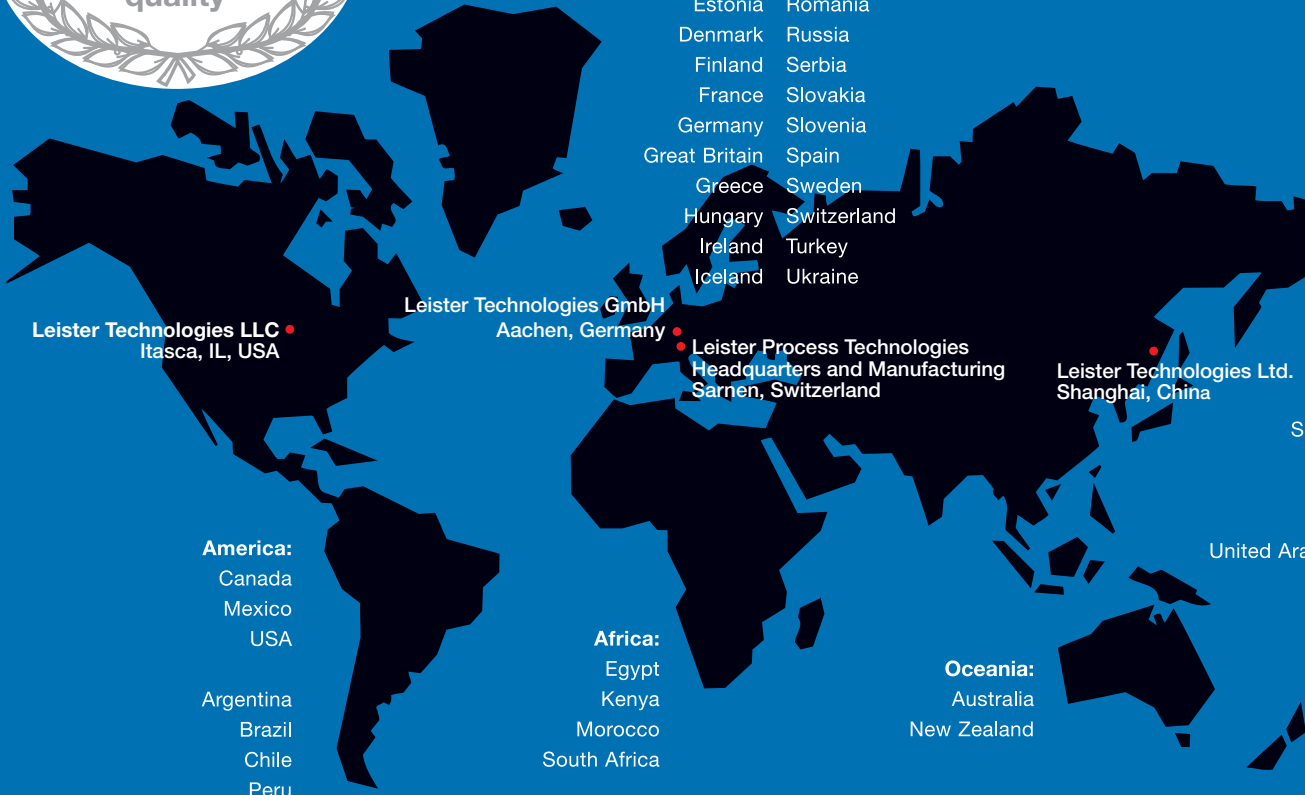 quality
Estonia Romania
Denmark Russia
Finland Serbia
France Slovakia
Germany Slovenia
Great Britain Spain
Greece Sweden
Hungary Switzerland
Ireland Turkey
Iceland Ukraine
Leister Technologies GmbH
Aachen, Germany
Leister Technologies LLC
Itasca, IL, USA
Leister Process Technologies
Headquarters and Manufacturing
Sarnen, Switzerland
Leister Technologies Ltd.
Shanghai, China
S
United Ara
America:
Canada
Mexico
USA
Argentina
Brazil
Chile
Peru
Africa:
Egypt
Kenya
Morocco
South Africa
Oceania:
Australia
New Zealand